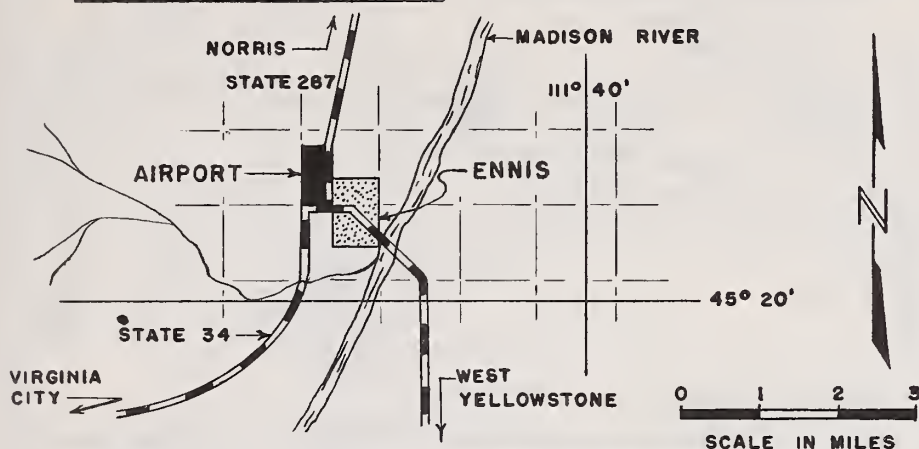 NORRIS
MADISON RIVER
STATE 287
111° 40'
AIRPORT
ENNIS
N
45° 20'
STATE 34
VIRGINIA
CITY
WEST
YELLOWSTONE
0 1 2 3
SCALE IN MILES